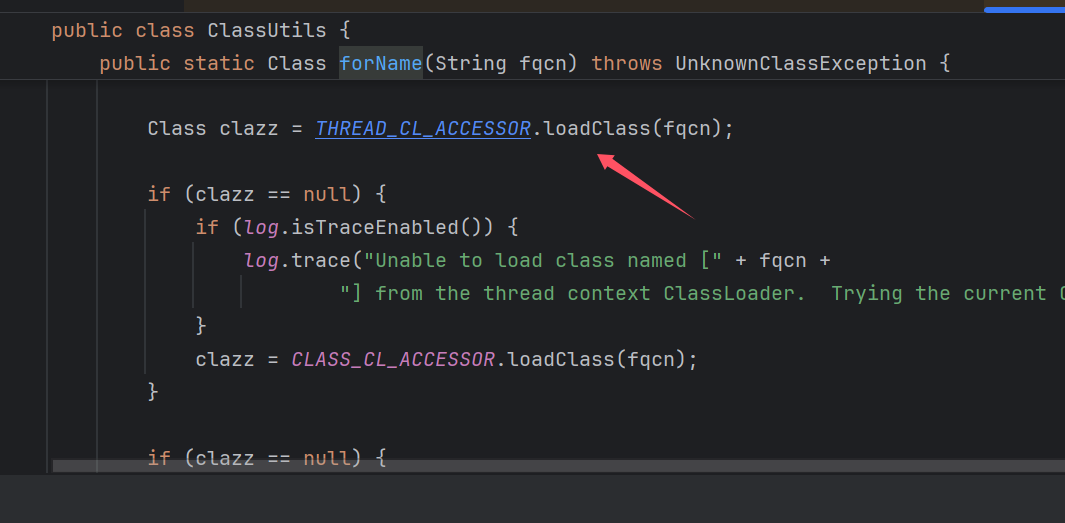 public class ClassUtils {
public static Class forName(String fqcn) throws UnknownClassException {
Class clazz = THREAD_CL_ACCESSOR.loadClass(fqcn);
if (clazz == null) {
if (log.isTraceEnabled()) {
log.trace("Unable to load class named [" + fqcn +
"] from the thread context ClassLoader.  Trying the current
}
clazz = CLASS_CL_ACCESSOR.loadClass(fqcn);
}
if (clazz == null) {